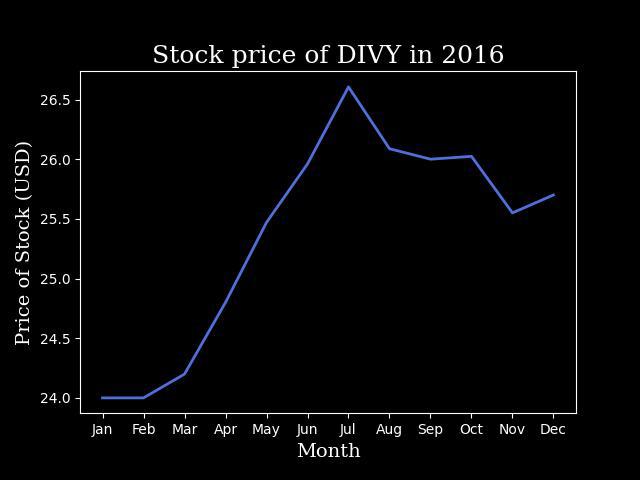 Stock price of DIVY in 2016
Price of Stock (USD)
26.5
26.0
25.5
25.0
24.5
24.0
Jan Feb Mar Apr May Jun Jul Aug Sep Oct Nov Dec
Month